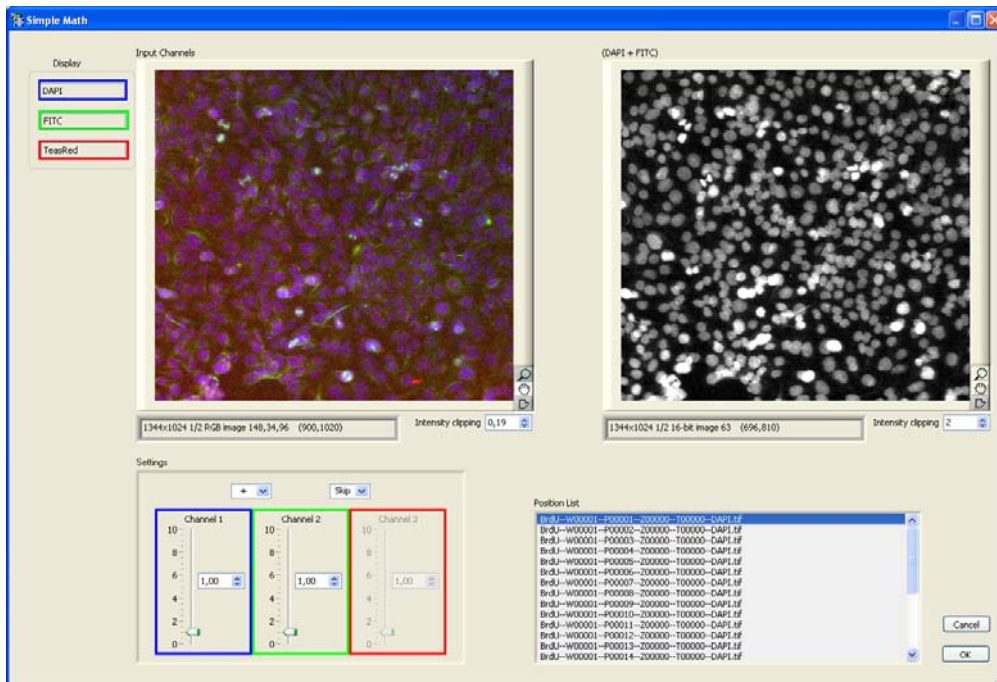 Simple Math
Display
DAPI
FITC
TeasRed
Input Channels
1344x1024 1/2 RGB image 148,34,96 (900,1020)
Intensity clipping 0,19
(DAPI + FITC)
1344x1024 1/2 16-bit image 63 (696,810)
Intensity clipping 2
Settings
+ Skip
Channel 1
10
8
6
4
2
0
1,00
Channel 2
10
8
6
4
2
0
1,00
Channel 3
10
8
6
4
2
0
1,00
Position List
BrdU--W00001--P00001--Z00000--T00000--DAPI.tif
BrdU--W00001--P00002--Z00000--T00000--DAPI.tif
BrdU--W00001--P00003--Z00000--T00000--DAPI.tif
BrdU--W00001--P00004--Z00000--T00000--DAPI.tif
BrdU--W00001--P00005--Z00000--T00000--DAPI.tif
BrdU--W00001--P00006--Z00000--T00000--DAPI.tif
BrdU--W00001--P00007--Z00000--T00000--DAPI.tif
BrdU--W00001--P00008--Z00000--T00000--DAPI.tif
BrdU--W00001--P00009--Z00000--T00000--DAPI.tif
BrdU--W00001--P00010--Z00000--T00000--DAPI.tif
BrdU--W00001--P00011--Z00000--T00000--DAPI.tif
BrdU--W00001--P00012--Z00000--T00000--DAPI.tif
BrdU--W00001--P00013--Z00000--T00000--DAPI.tif
BrdU--W00001--P00014--Z00000--T00000--DAPI.tif
Cancel
OK